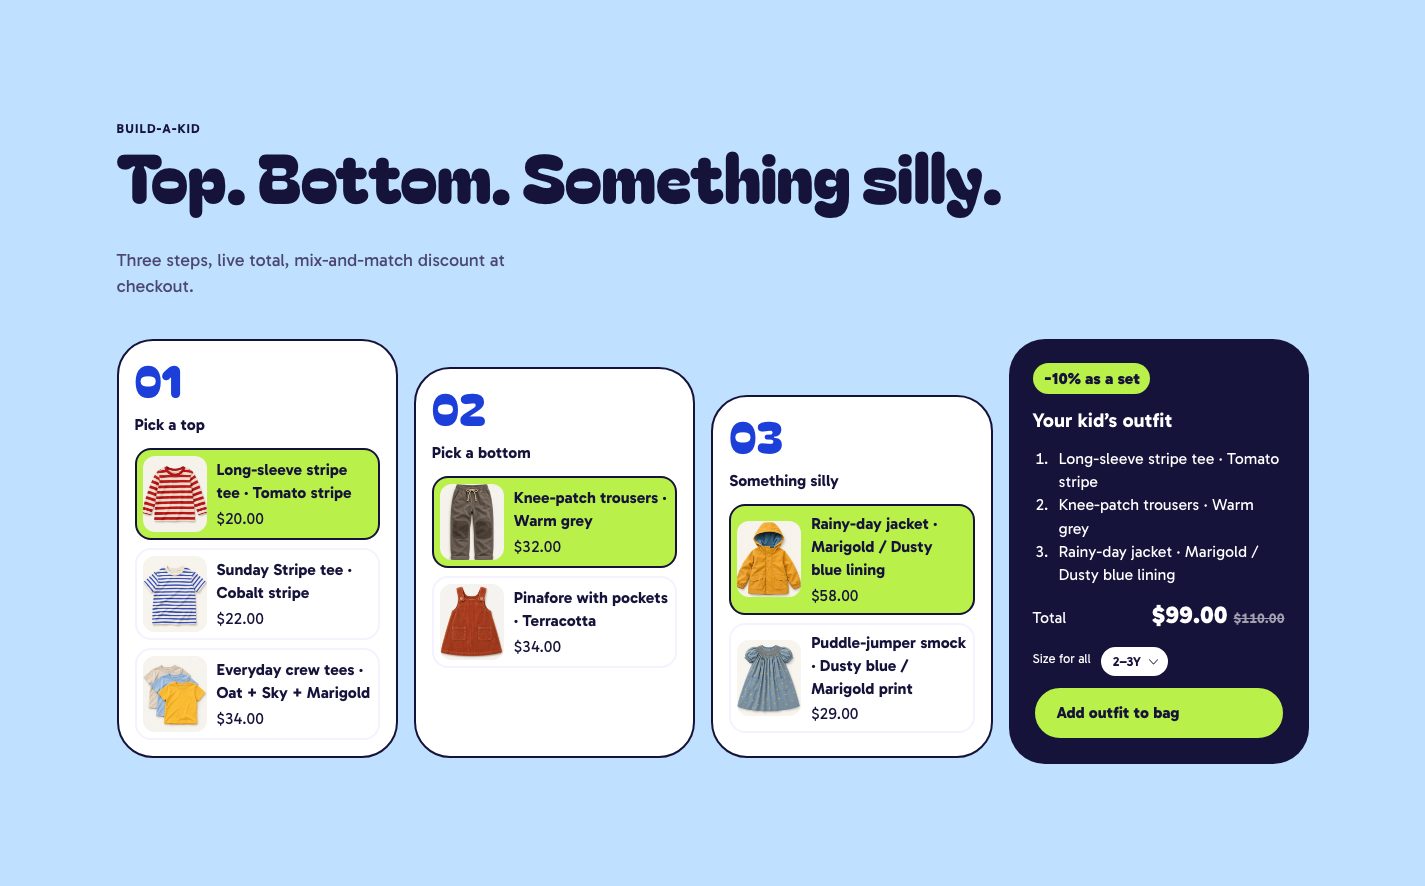 BUILD-A-KID
Top. Bottom. Something silly.
Three steps, live total, mix-and-match discount at
checkout.
01
Pick a top
Long-sleeve stripe
tee · Tomato stripe
$20.00
Sunday Stripe tee ·
Cobalt stripe
$22.00
Everyday crew tees ·
Oat + Sky + Marigold
$34.00
02
Pick a bottom
Knee-patch trousers ·
Warm grey
$32.00
Pinafore with pockets
· Terracotta
$34.00
03
Something silly
Rainy-day jacket ·
Marigold / Dusty
blue lining
$58.00
Puddle-jumper smock
· Dusty blue /
Marigold print
$29.00
-10% as a set
Your kid’s outfit
1. Long-sleeve stripe tee · Tomato
stripe
2. Knee-patch trousers · Warm
grey
3. Rainy-day jacket · Marigold /
Dusty blue lining
Total $99.00 $110.00
Size for all 2–3Y
Add outfit to bag